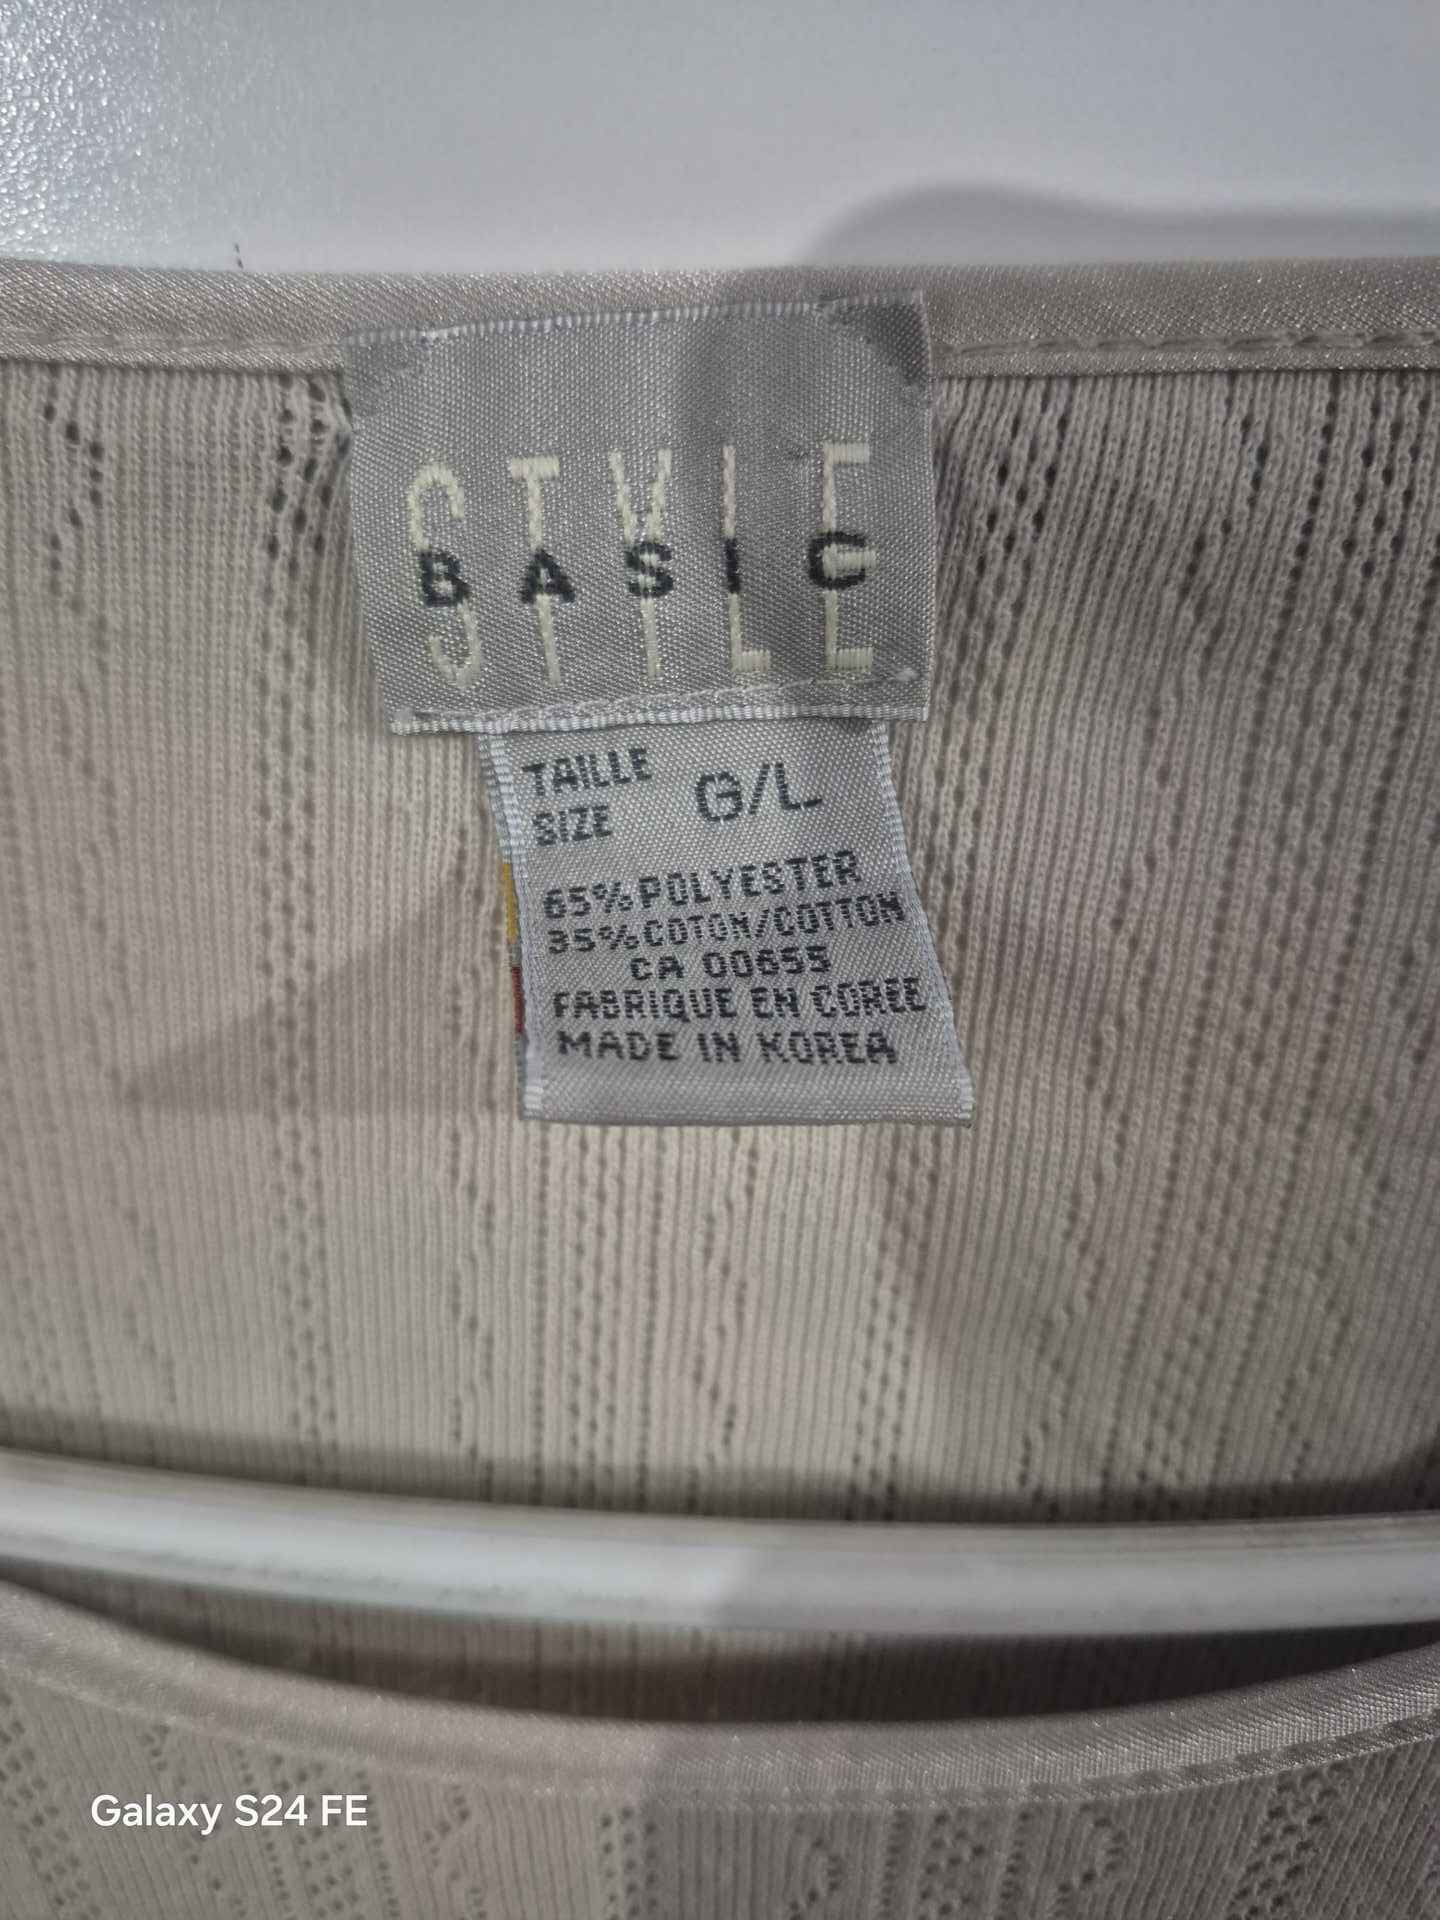 STYLE
BASIC
TAILLE
SIZE
G/L
65% POLYESTER
35% COTON/COTTON
CA 00655
FABRIQUE EN COREE
MADE IN KOREA
Galaxy S24 FE